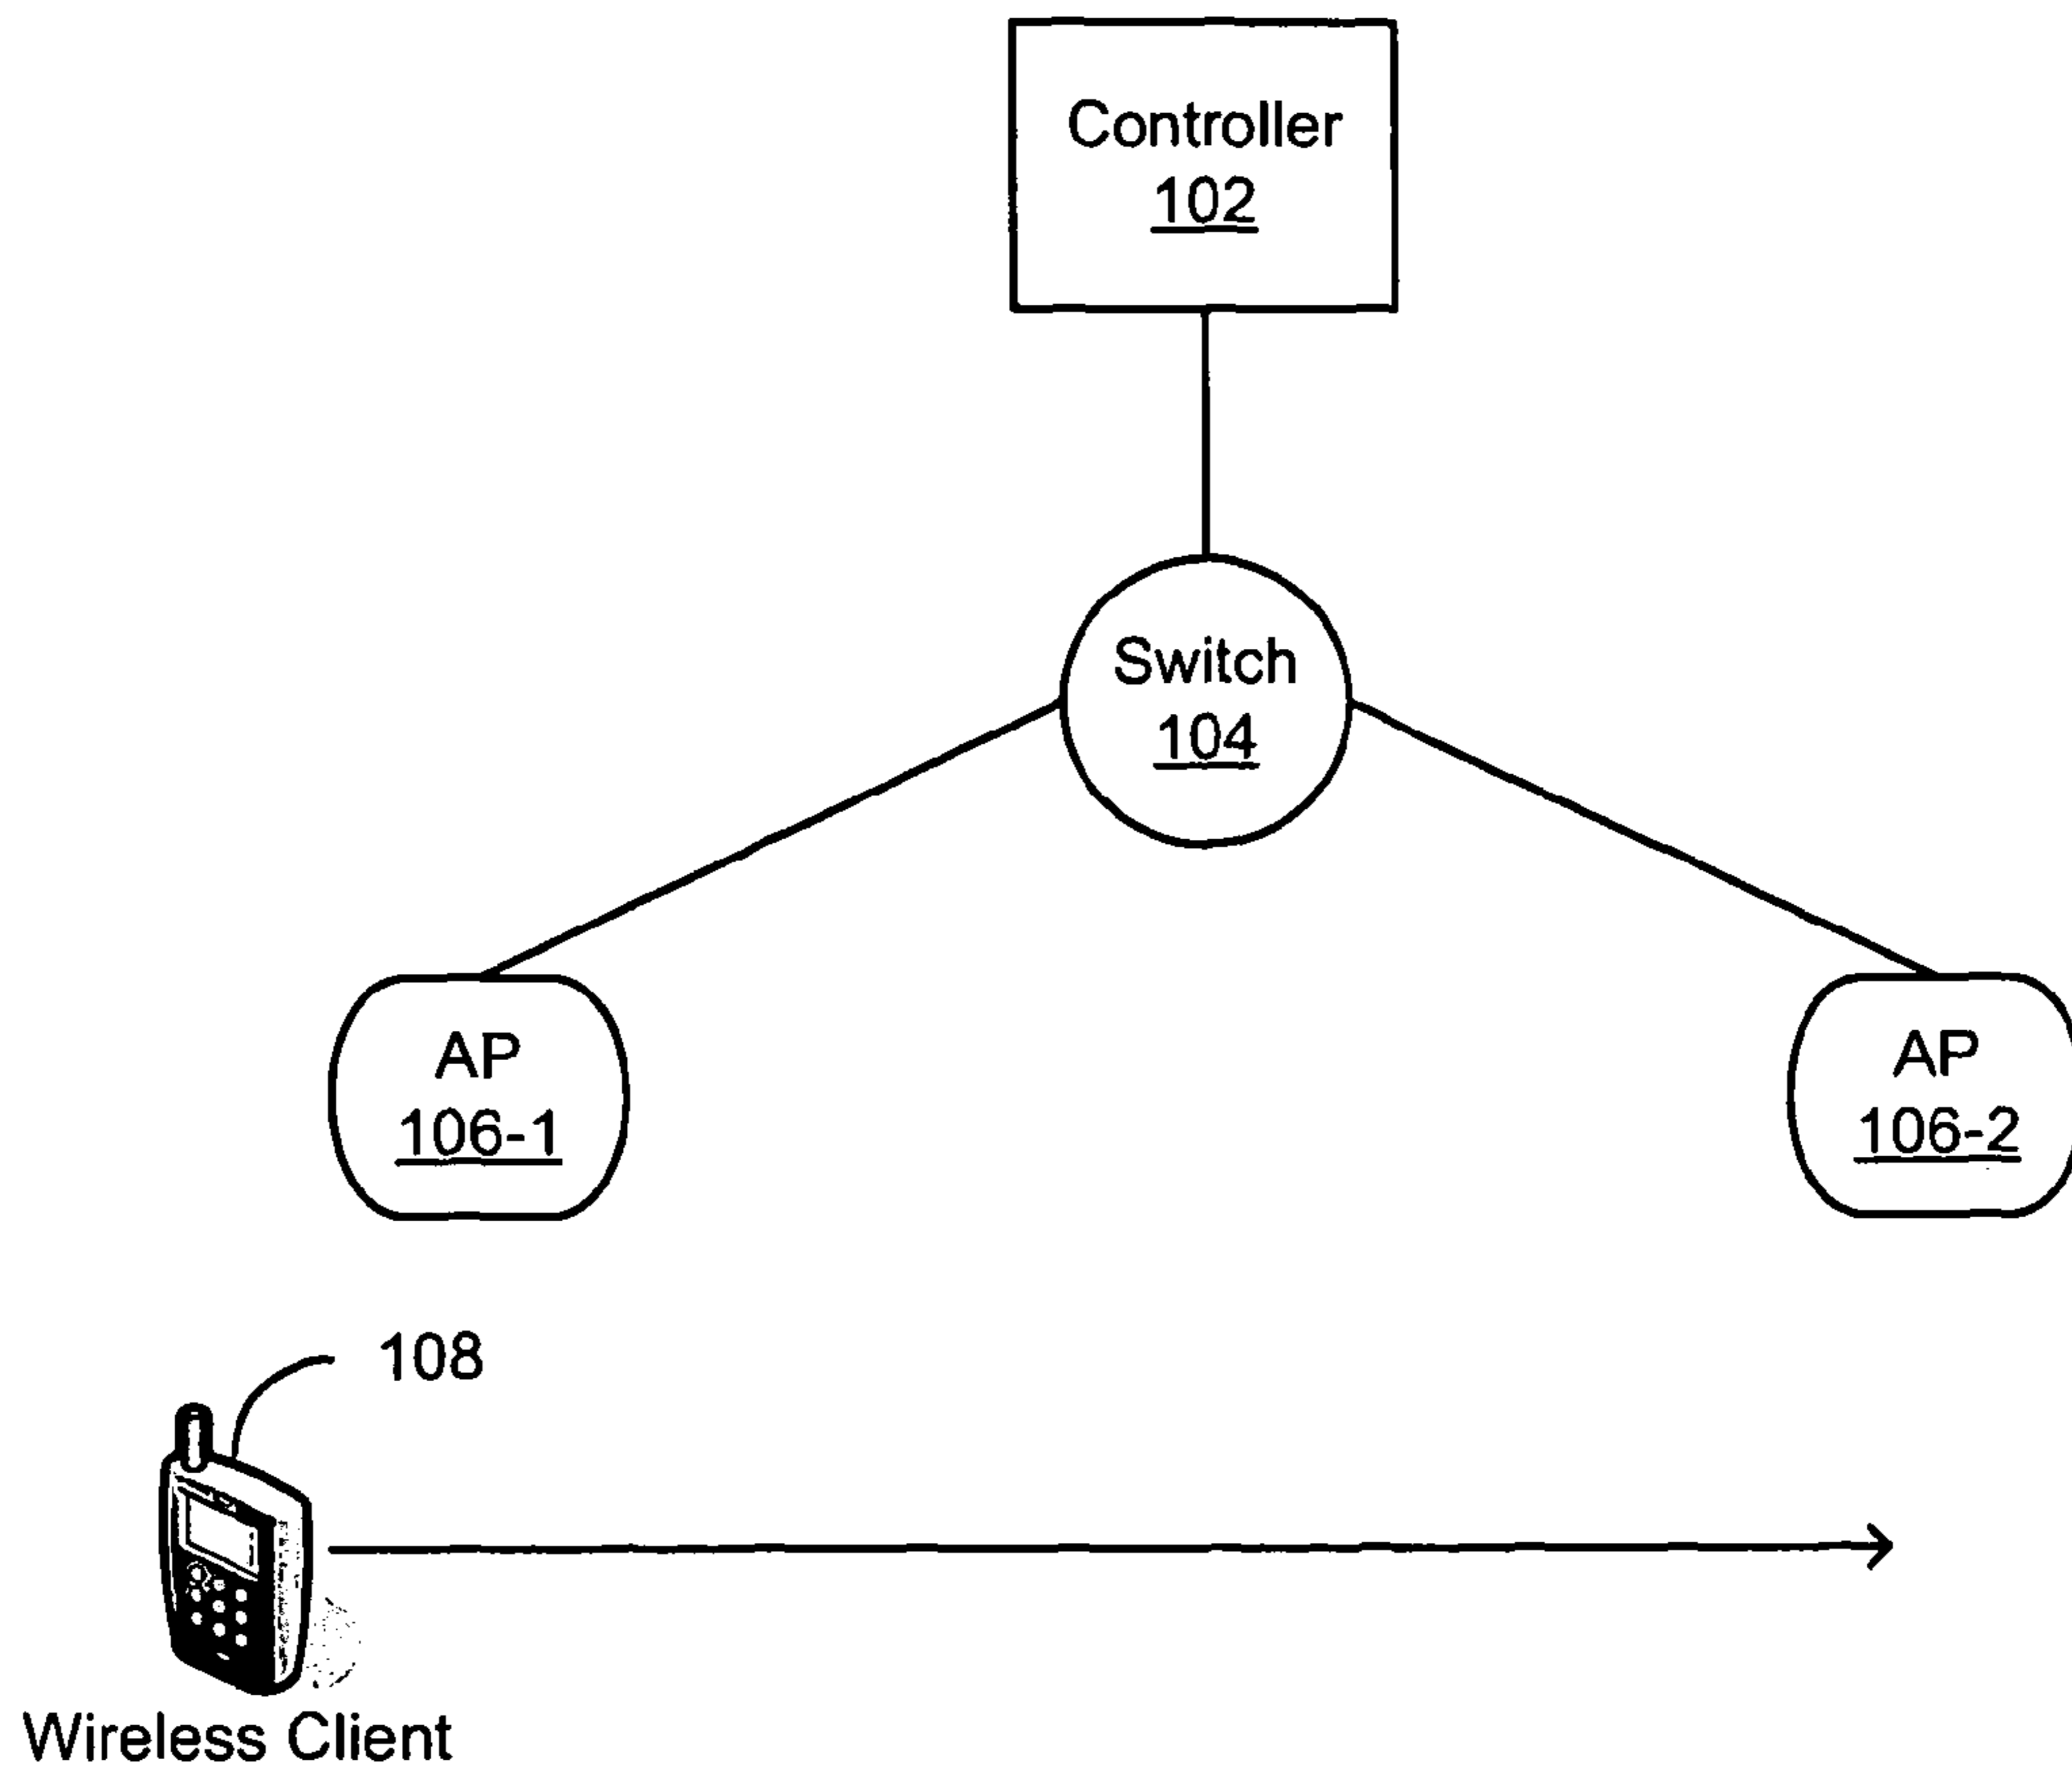 Controller
102
Switch
104
AP
106-1
AP
106-2
108
Wireless Client